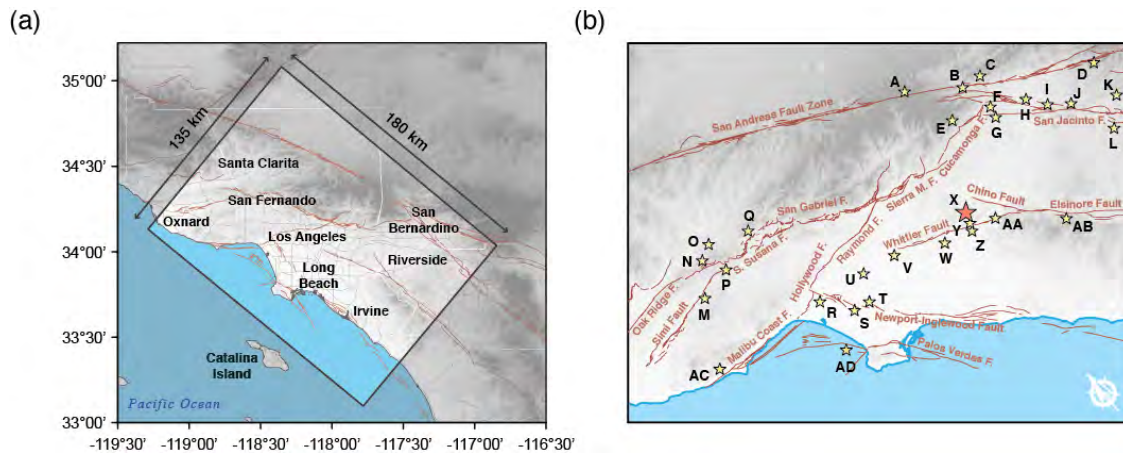 (a)
(b)
35°00'
34°30'
34°00'
33°30'
33°00'
-119°30'
-119°00'
-118°30'
-118°00'
-117°30'
-117°00'
-116°30'
135 km
180 km
Santa Clarita
San Fernando
Oxnard
Los Angeles
San
Bernardino
Riverside
Long
Beach
Irvine
Catalina
Island
Pacific Ocean
A
B
C
D
San Andreas Fault Zone
E
F
G
H
I
J
K
L
San Jacinto F.
Cucamonga F.
Sierra M. F.
San Gabriel F.
Raymond F.
Hollywood F.
Chino Fault
Elsinore Fault
Whittier Fault
X
Y
Z
AA
AB
Q
O
N
P
S. Susana F.
M
Oak Ridge F.
Simi Fault
U
V
W
R
S
T
Newport-Inglewood Fault
Malibu Coast F.
Palos Verdes F.
AC
AD